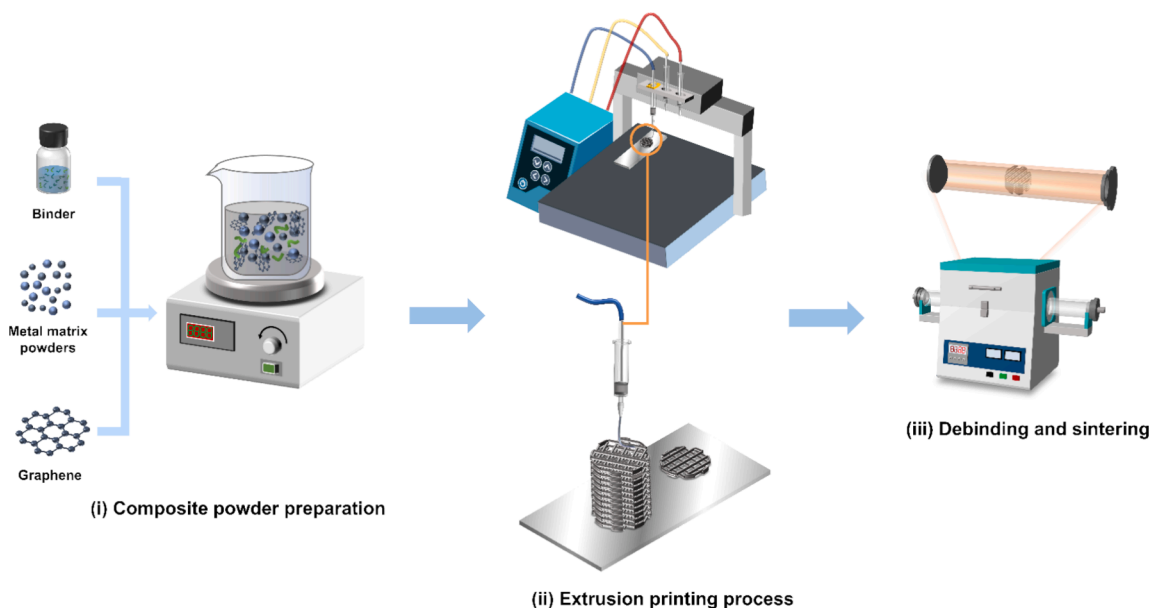 Binder
Metal matrix
powders
Graphene
(i) Composite powder preparation
(ii) Extrusion printing process
(iii) Debinding and sintering